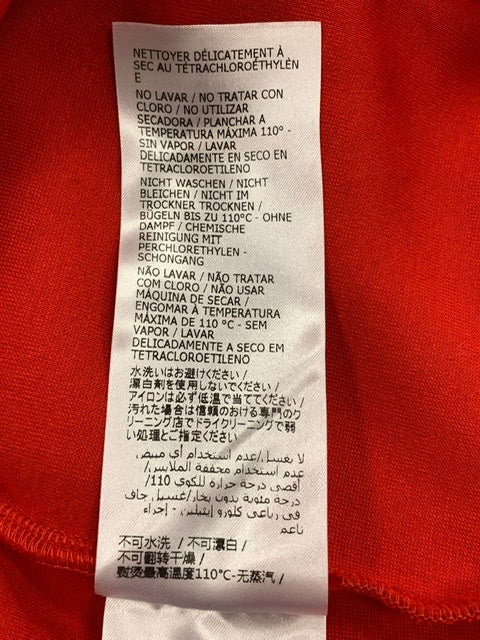 NETTOYER DÉLICATEMENT À
SEC AU TÉTRACHLOROÉTHYLÈN
E
NO LAVAR / NO TRATAR CON
CLORO / NO UTILIZAR
SECADORA / PLANCHAR A
TEMPERATURA MÁXIMA 110° -
SIN VAPOR / LAVAR
DELICADAMENTE EN SECO EN
TETRACLOROETILENO
NICHT WASCHEN / NICHT
BLEICHEN / NICHT IM
TROCKNER TROCKNEN /
BÜGELN BIS ZU 110°C - OHNE
DAMPF / CHEMISCHE
REINIGUNG MIT
PERCHLORETHYLEN -
SCHONGANG
NÃO LAVAR / NÃO TRATAR
COM CLORO / NÃO USAR
MÁQUINA DE SECAR /
ENGOMAR À TEMPERATURA
MÁXIMA DE 110 °C - SEM
VAPOR / LAVAR
DELICADAMENTE A SECO EM
TETRACLOROETILENO
水洗いはお避けください /
漂白剤を使用しないでください /
アイロンは必ず低温で当ててください /
汚れた場合は信頼のおける専門のク
リーニング店でドライクリーニングで弱
い処理とご指定ください
لا يغسل/عدم استخدام أي مبيض
عدم استخدام مجففة الملابس/
أقصى درجة حرارة للكوي 110/
درجة مئوية بدون بخار/غسيل جاف
في رباعي كلورو إيثيلين - إجراء
ناعم
不可水洗 / 不可漂白 /
不可翻转干燥 /
熨烫最高温度110°C-无蒸汽 /